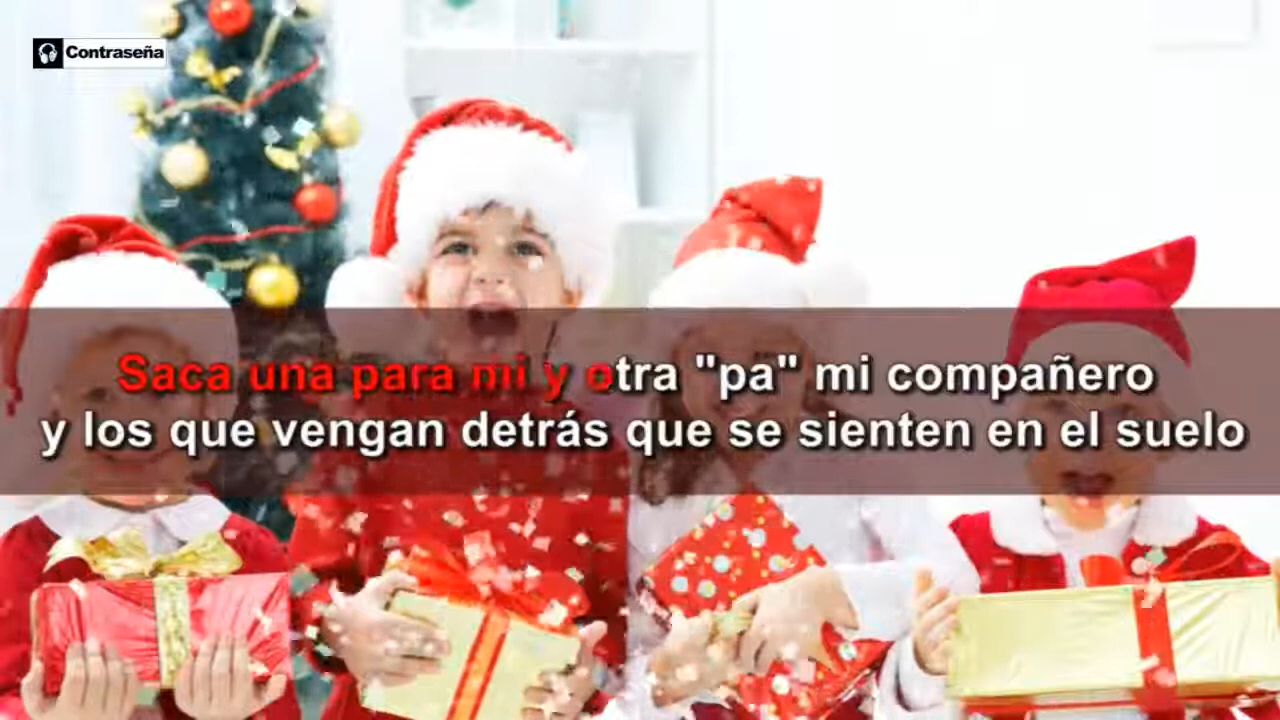 Contraseña
Saca una para mi y otra "pa" mi compañero
y los que vengan detrás que se sienten en el suelo